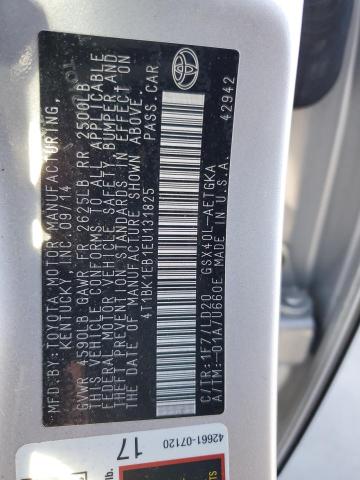 MFD. BY: TOYOTA MOTOR MANUFACTURING,
KENTUCKY, INC. 09/14
GVWR 4590LB GAWR FR 2625LB RR 2500LB
THIS VEHICLE CONFORMS TO ALL APPLICABLE
FEDERAL MOTOR VEHICLE SAFETY, BUMPER AND
THEFT PREVENTION STANDARDS IN EFFECT ON
THE DATE OF MANUFACTURE SHOWN ABOVE.
4T1BK1EB1EU131825 PASS.CAR
C/TR:1F7/LD20 GSX40L-AETGKA
A/TM:-01A/U660E MADE IN U.S.A.
42942
42661-07120
17
lb.